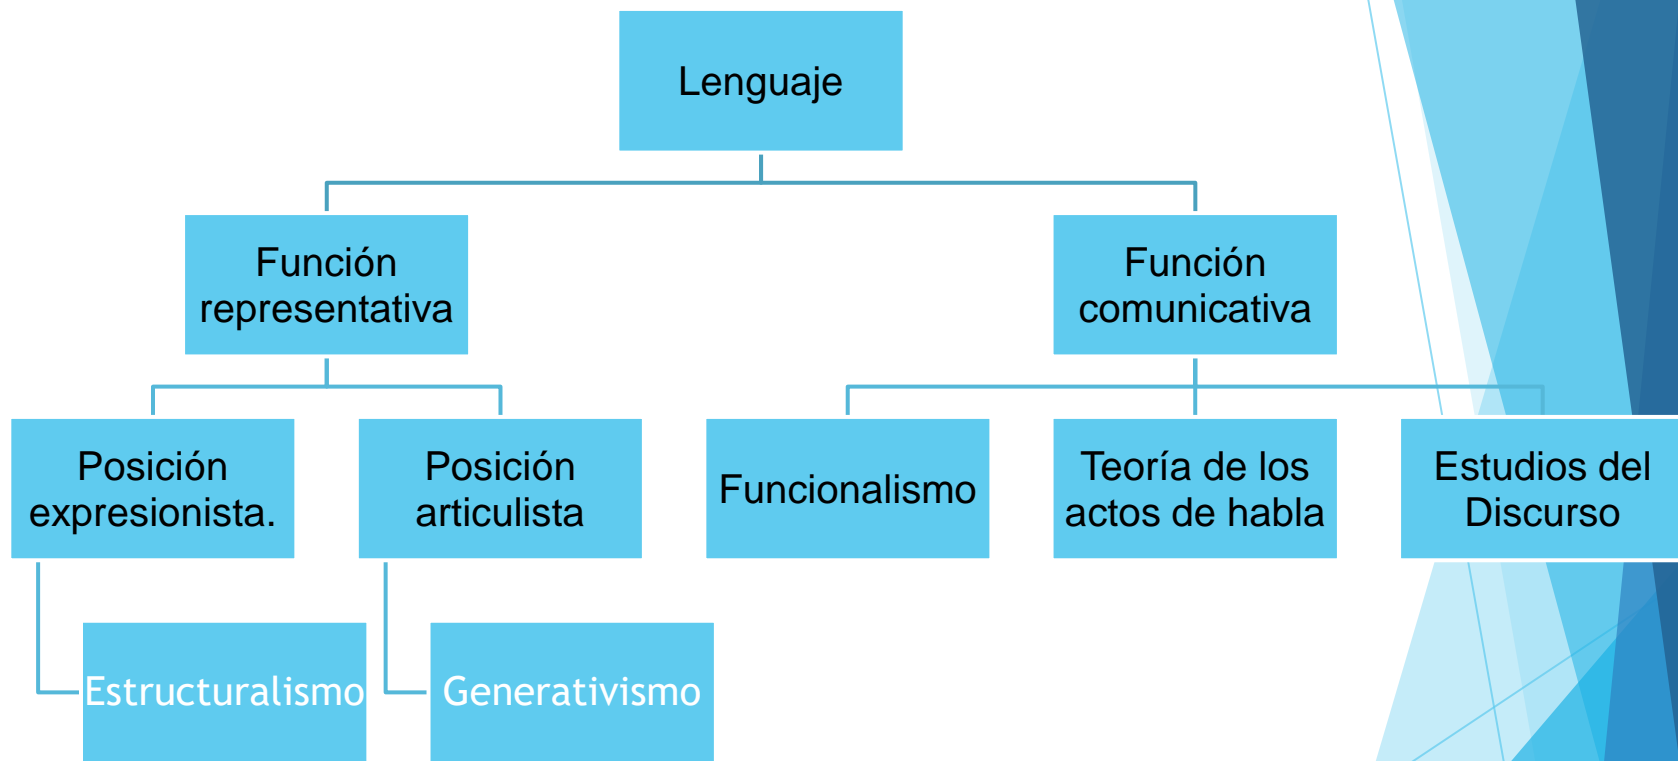 Lenguaje
Función
representativa
Función
comunicativa
Posición
expresionista.
Posición
articulista
Funcionalismo
Teoría de los
actos de habla
Estudios del
Discurso
Estructuralismo
Generativismo